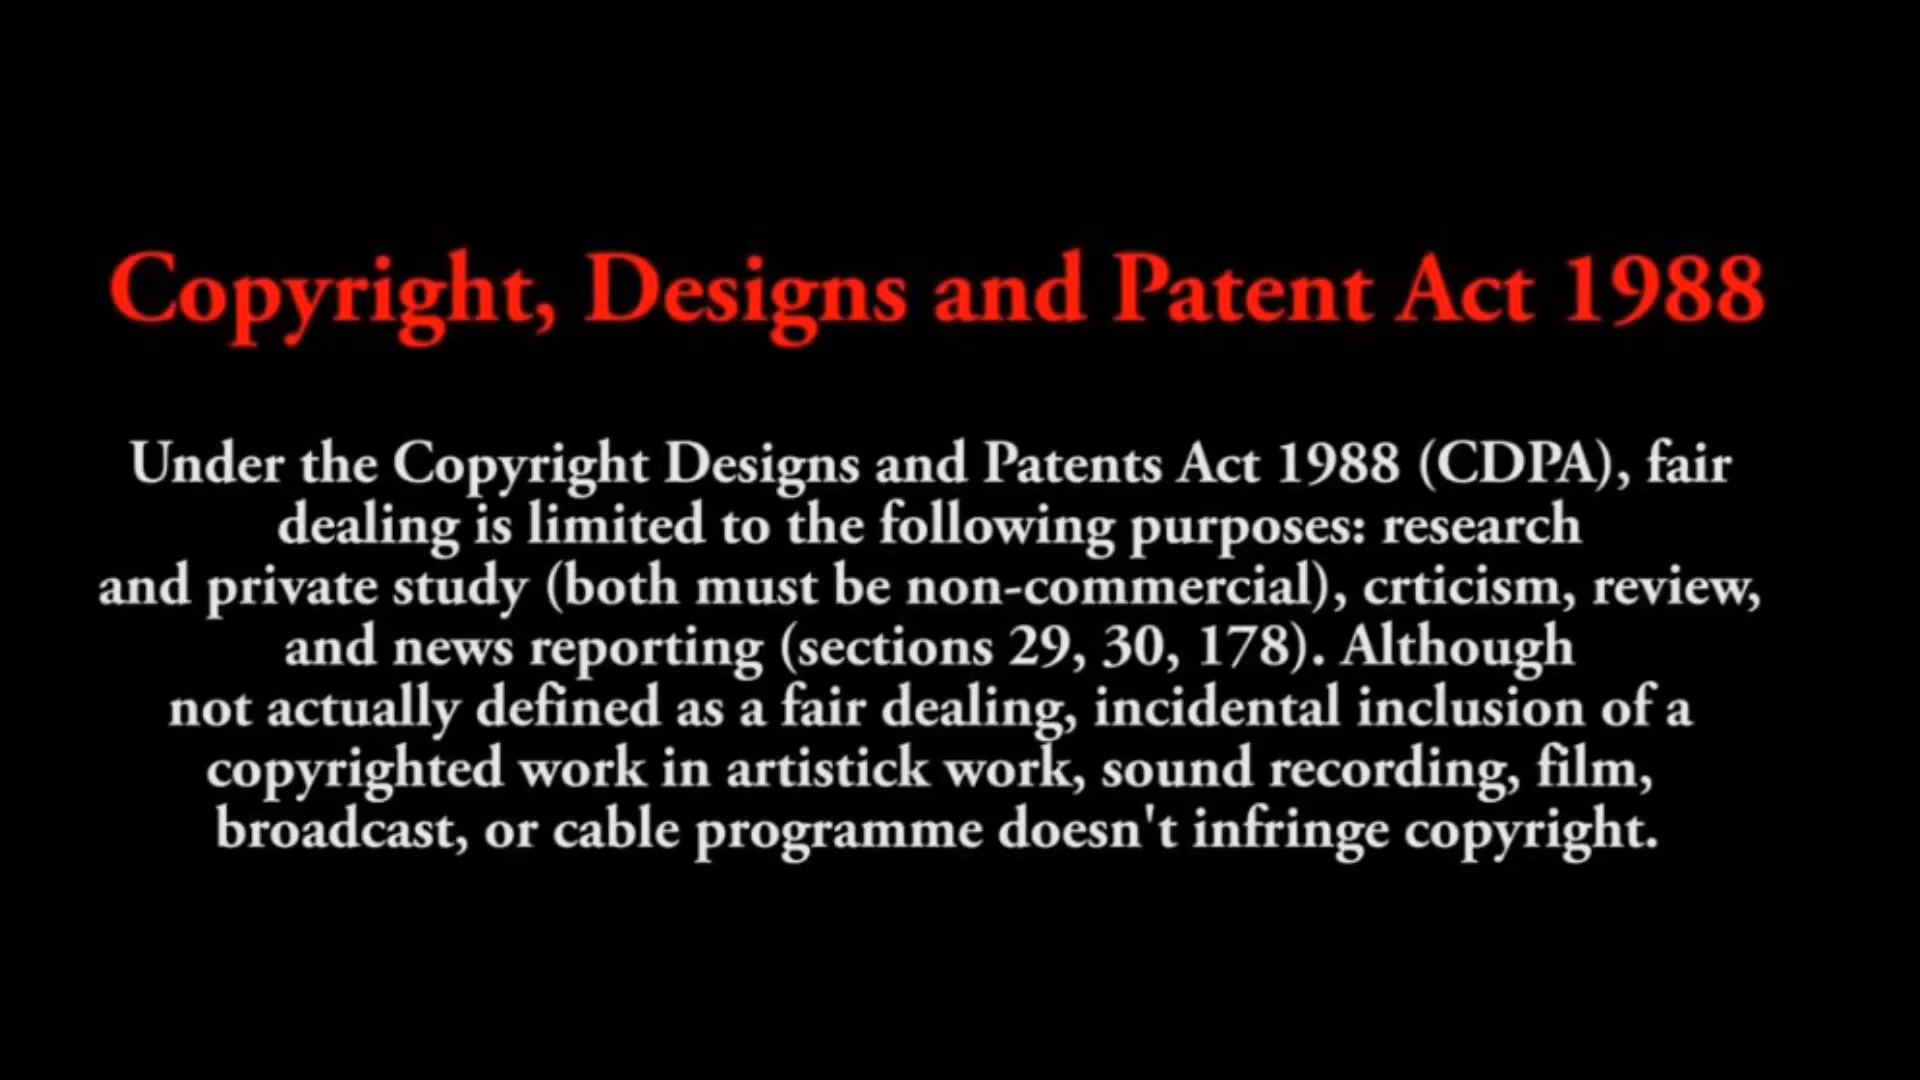 Copyright, Designs and Patent Act 1988
Under the Copyright Designs and Patents Act 1988 (CDPA), fair
dealing is limited to the following purposes: research
and private study (both must be non-commercial), crticism, review,
and news reporting (sections 29, 30, 178). Although
not actually defined as a fair dealing, incidental inclusion of a
copyrighted work in artistick work, sound recording, film,
broadcast, or cable programme doesn't infringe copyright.